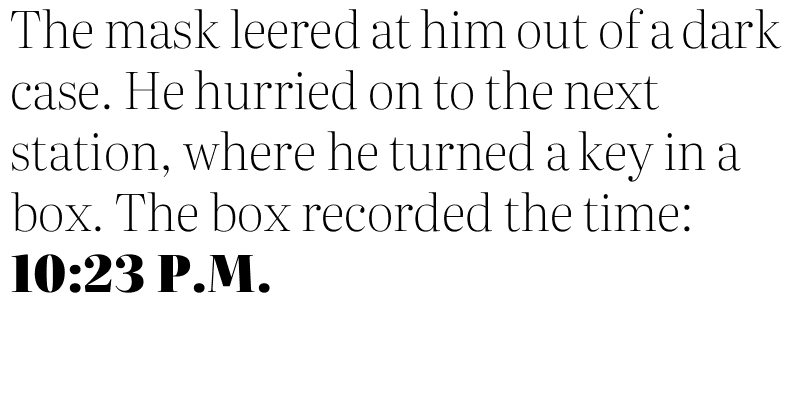 The mask leered at him out of a dark
case. He hurried on to the next
station, where he turned a key in a
box. The box recorded the time:
10:23 P.M.